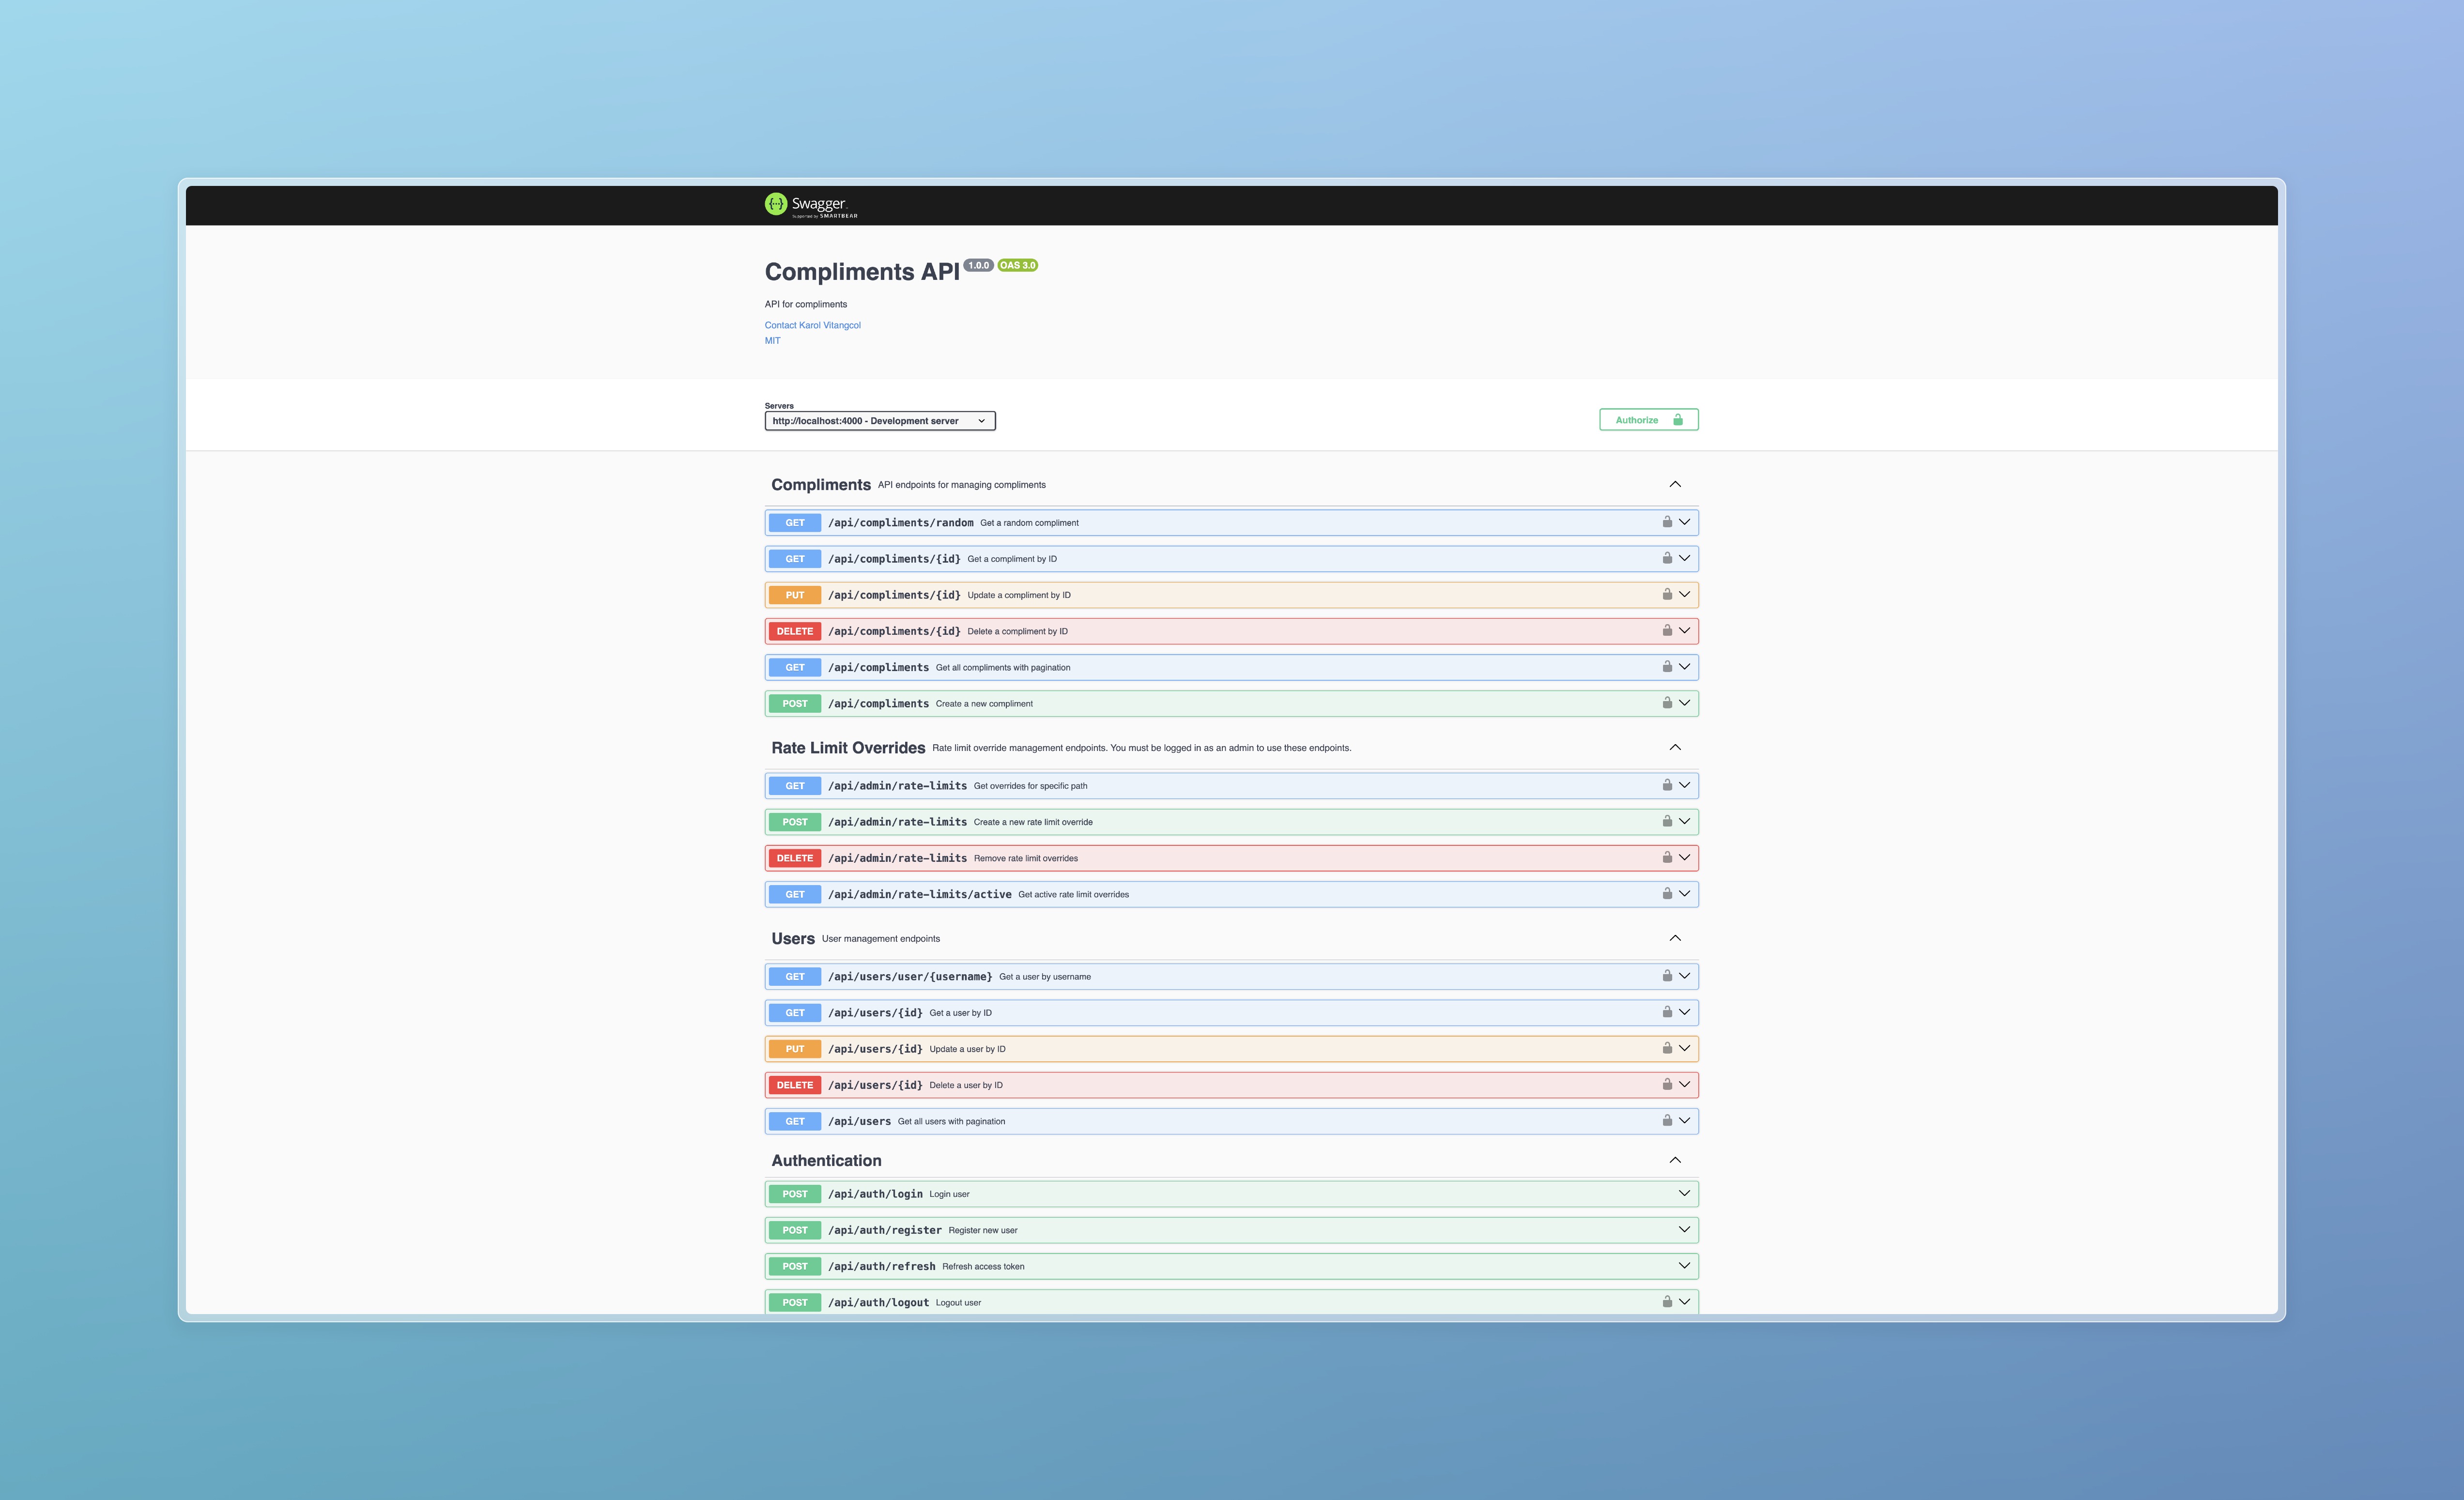 {···} Swagger.
Supported by SMARTBEAR
Compliments API 1.0.0 OAS 3.0
API for compliments
Contact Karol Vitangcol
MIT
Servers
http://localhost:4000 - Development server
Authorize
Compliments API endpoints for managing compliments
GET /api/compliments/random Get a random compliment
GET /api/compliments/{id} Get a compliment by ID
PUT /api/compliments/{id} Update a compliment by ID
DELETE /api/compliments/{id} Delete a compliment by ID
GET /api/compliments Get all compliments with pagination
POST /api/compliments Create a new compliment
Rate Limit Overrides Rate limit override management endpoints. You must be logged in as an admin to use these endpoints.
GET /api/admin/rate-limits Get overrides for specific path
POST /api/admin/rate-limits Create a new rate limit override
DELETE /api/admin/rate-limits Remove rate limit overrides
GET /api/admin/rate-limits/active Get active rate limit overrides
Users User management endpoints
GET /api/users/user/{username} Get a user by username
GET /api/users/{id} Get a user by ID
PUT /api/users/{id} Update a user by ID
DELETE /api/users/{id} Delete a user by ID
GET /api/users Get all users with pagination
Authentication
POST /api/auth/login Login user
POST /api/auth/register Register new user
POST /api/auth/refresh Refresh access token
POST /api/auth/logout Logout user